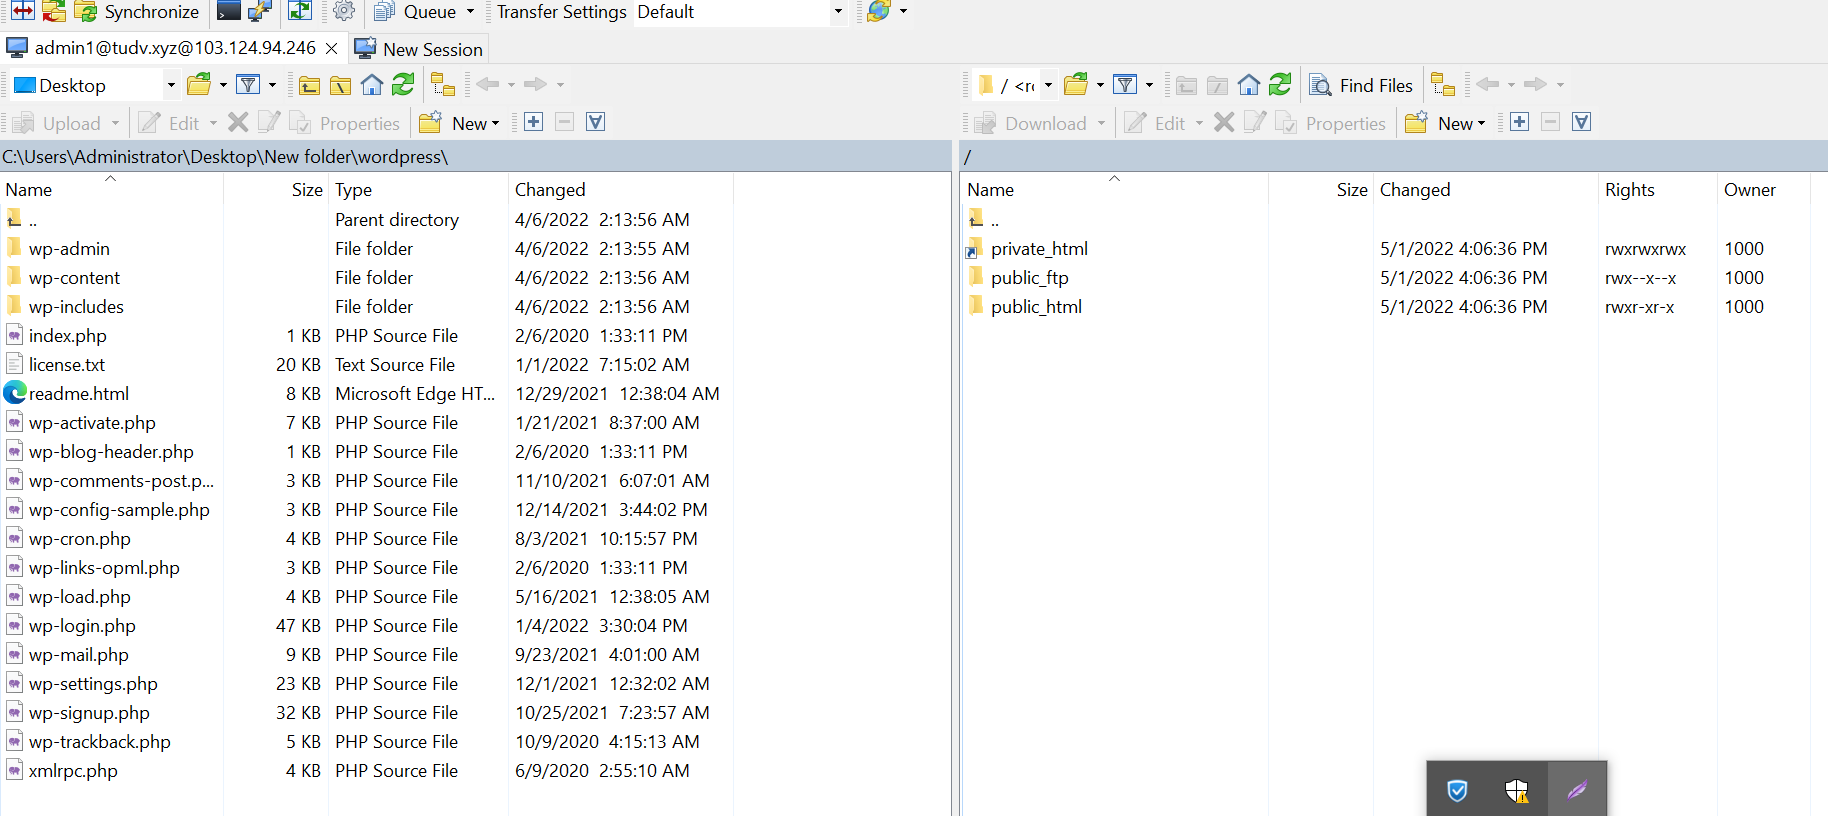 Synchronize Queue Transfer Settings Default
admin1@tudv.xyz@103.124.94.246 × New Session
Desktop
Upload Edit Properties New
C:\Users\Administrator\Desktop\New folder\wordpress\
Name Size Type Changed
.. Parent directory 4/6/2022 2:13:56 AM
wp-admin File folder 4/6/2022 2:13:55 AM
wp-content File folder 4/6/2022 2:13:56 AM
wp-includes File folder 4/6/2022 2:13:56 AM
index.php 1 KB PHP Source File 2/6/2020 1:33:11 PM
license.txt 20 KB Text Source File 1/1/2022 7:15:02 AM
readme.html 8 KB Microsoft Edge HT... 12/29/2021 12:38:04 AM
wp-activate.php 7 KB PHP Source File 1/21/2021 8:37:00 AM
wp-blog-header.php 1 KB PHP Source File 2/6/2020 1:33:11 PM
wp-comments-post.p... 3 KB PHP Source File 11/10/2021 6:07:01 AM
wp-config-sample.php 3 KB PHP Source File 12/14/2021 3:44:02 PM
wp-cron.php 4 KB PHP Source File 8/3/2021 10:15:57 PM
wp-links-opml.php 3 KB PHP Source File 2/6/2020 1:33:11 PM
wp-load.php 4 KB PHP Source File 5/16/2021 12:38:05 AM
wp-login.php 47 KB PHP Source File 1/4/2022 3:30:04 PM
wp-mail.php 9 KB PHP Source File 9/23/2021 4:01:00 AM
wp-settings.php 23 KB PHP Source File 12/1/2021 12:32:02 AM
wp-signup.php 32 KB PHP Source File 10/25/2021 7:23:57 AM
wp-trackback.php 5 KB PHP Source File 10/9/2020 4:15:13 AM
xmlrpc.php 4 KB PHP Source File 6/9/2020 2:55:10 AM
/ <r Find Files
Download Edit Properties New
/
Name Size Changed Rights Owner
..
private_html 5/1/2022 4:06:36 PM rwxrwxrwx 1000
public_ftp 5/1/2022 4:06:36 PM rwx--x--x 1000
public_html 5/1/2022 4:06:36 PM rwxr-xr-x 1000